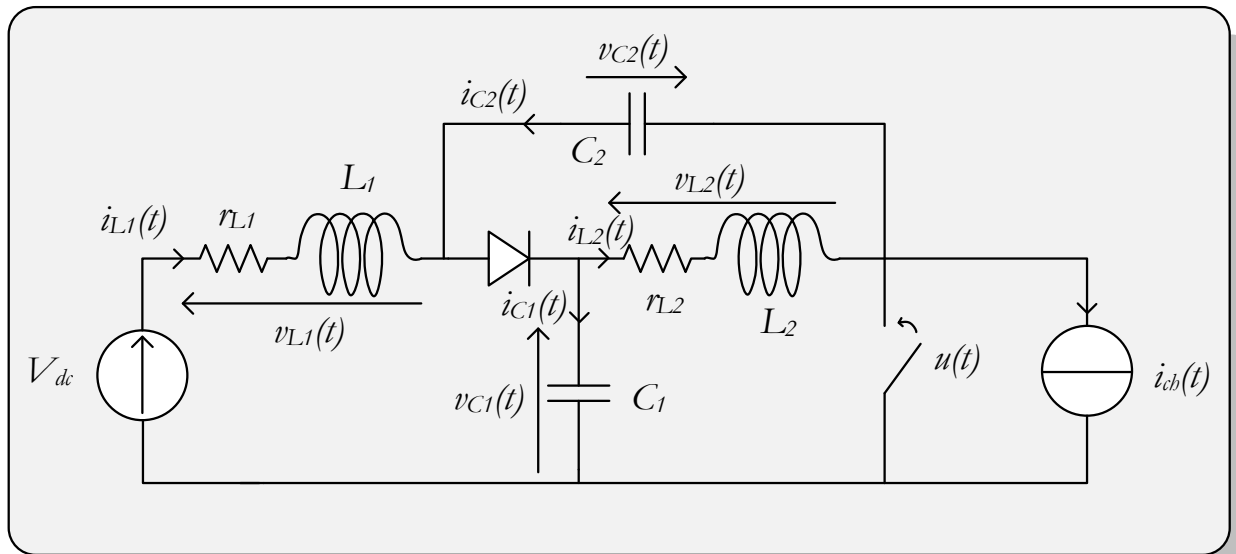 vC2(t)
iC2(t)
C2
L1
vL2(t)
iL1(t)
rL1
iL2(t)
iC1(t)
rL2
L2
vL1(t)
Vdc
vC1(t)
C1
u(t)
ich(t)